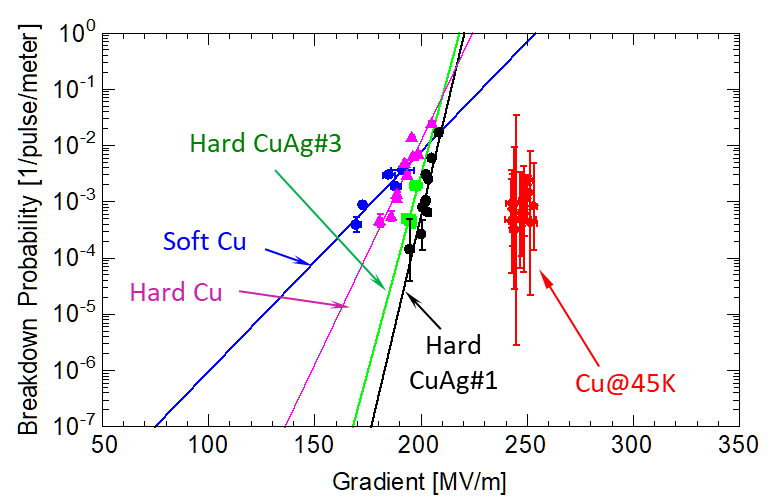 10⁰
10⁻¹
10⁻²
10⁻³
10⁻⁴
10⁻⁵
10⁻⁶
10⁻⁷
Breakdown Probability [1/pulse/meter]
Hard CuAg#3
Soft Cu
Hard Cu
Hard
CuAg#1
Cu@45K
50 100 150 200 250 300 350
Gradient [MV/m]